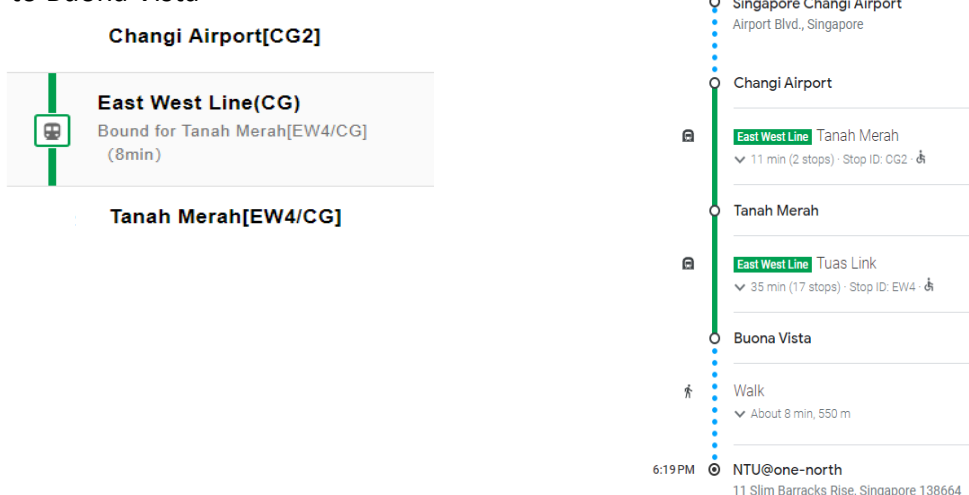 to Buona Vista
Changi Airport[CG2]
East West Line(CG)
Bound for Tanah Merah[EW4/CG]
(8min)
Tanah Merah[EW4/CG]
Singapore Changi Airport
Airport Blvd., Singapore
Changi Airport
East West Line Tanah Merah
11 min (2 stops) · Stop ID: CG2 ·
Tanah Merah
East West Line Tuas Link
35 min (17 stops) · Stop ID: EW4 ·
Buona Vista
Walk
About 8 min, 550 m
6:19 PM NTU@one-north
11 Slim Barracks Rise, Singapore 138664